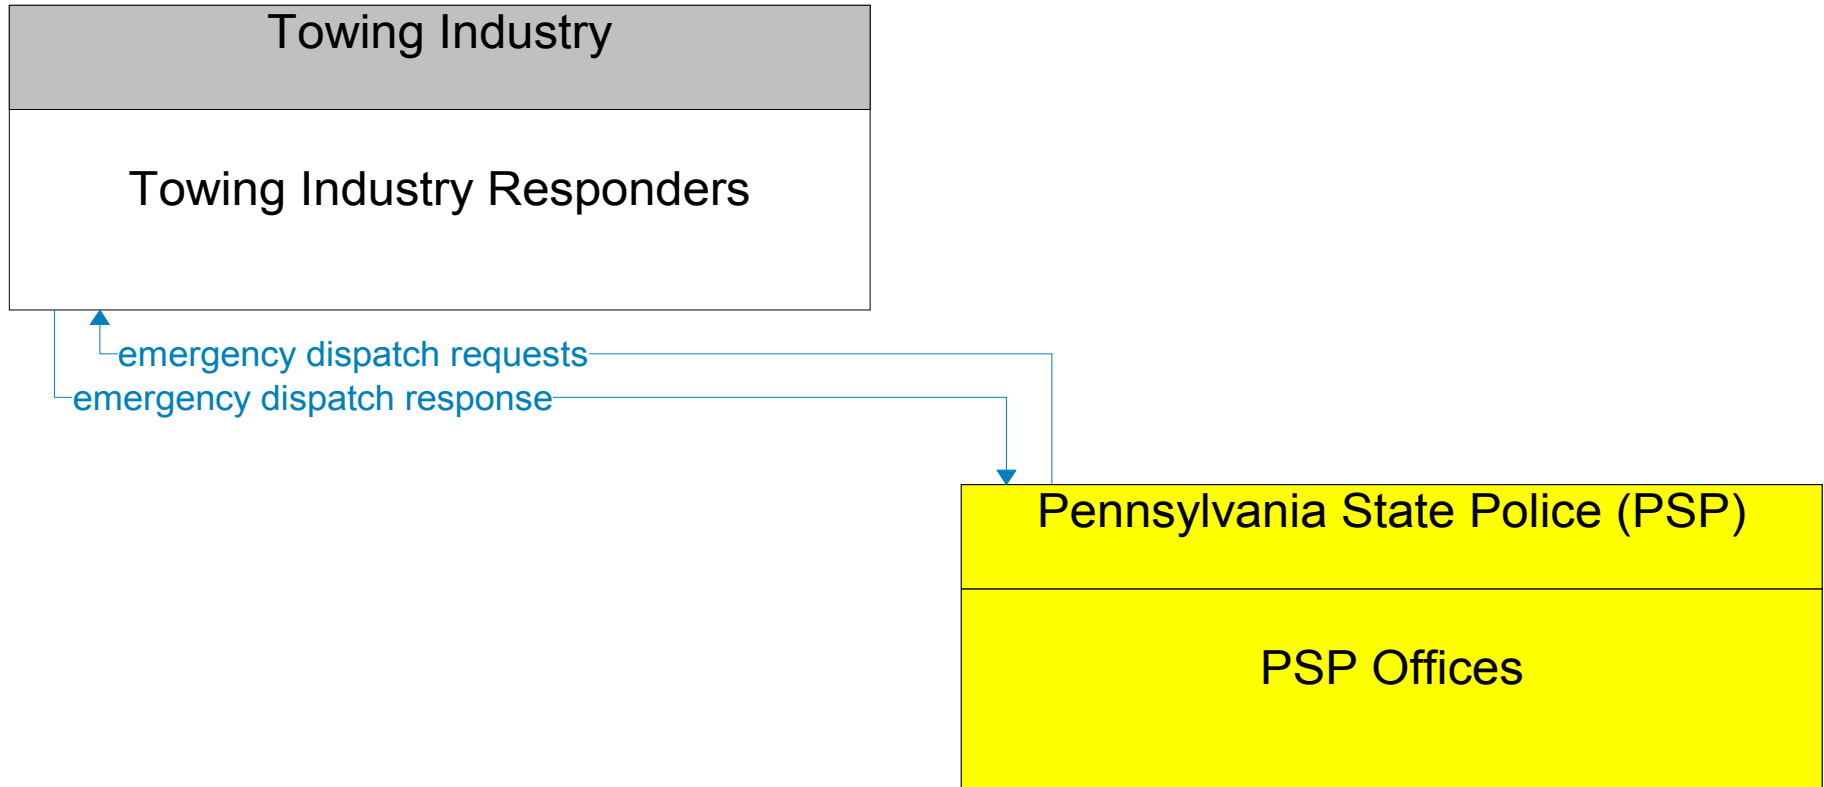 Towing Industry
Towing Industry Responders
emergency dispatch requests
emergency dispatch response
Pennsylvania State Police (PSP)
PSP Offices